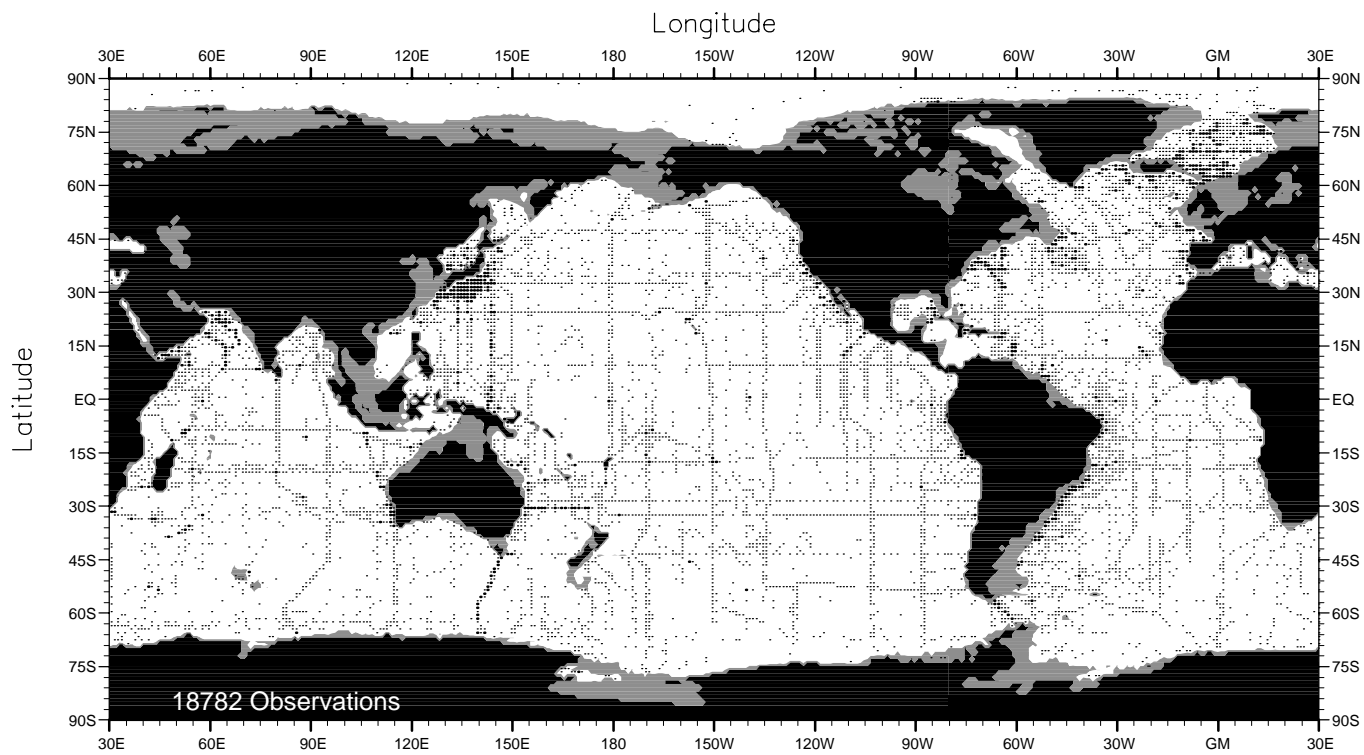 Longitude
30E 60E 90E 120E 150E 180 150W 120W 90W 60W 30W GM 30E
90N 90N
75N 75N
60N 60N
45N 45N
30N 30N
15N 15N
Latitude
EQ EQ
15S 15S
30S 30S
45S 45S
60S 60S
75S 75S
18782 Observations
90S 90S
30E 60E 90E 120E 150E 180 150W 120W 90W 60W 30W GM 30E